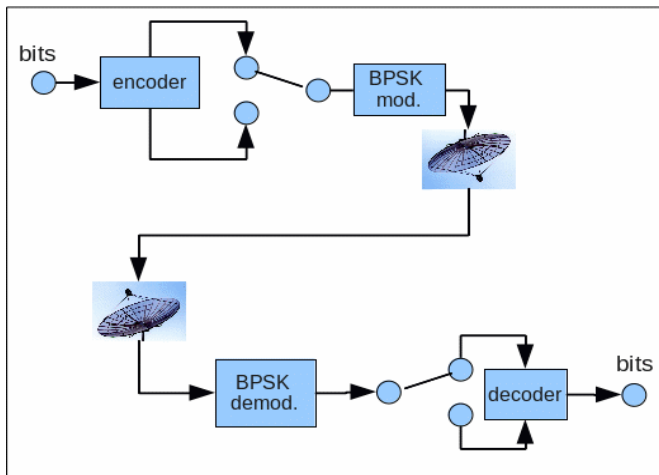 bits
encoder
BPSK
mod.
BPSK
demod.
decoder
bits